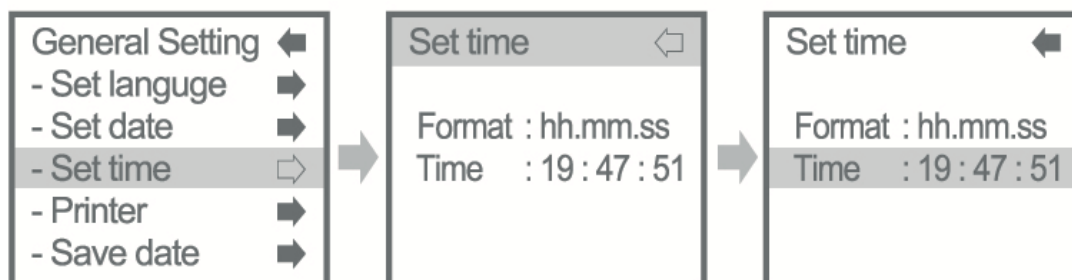 General Setting
- Set languge
- Set date
- Set time
- Printer
- Save date
Set time
Format : hh.mm.ss
Time : 19 : 47 : 51
Set time
Format : hh.mm.ss
Time : 19 : 47 : 51